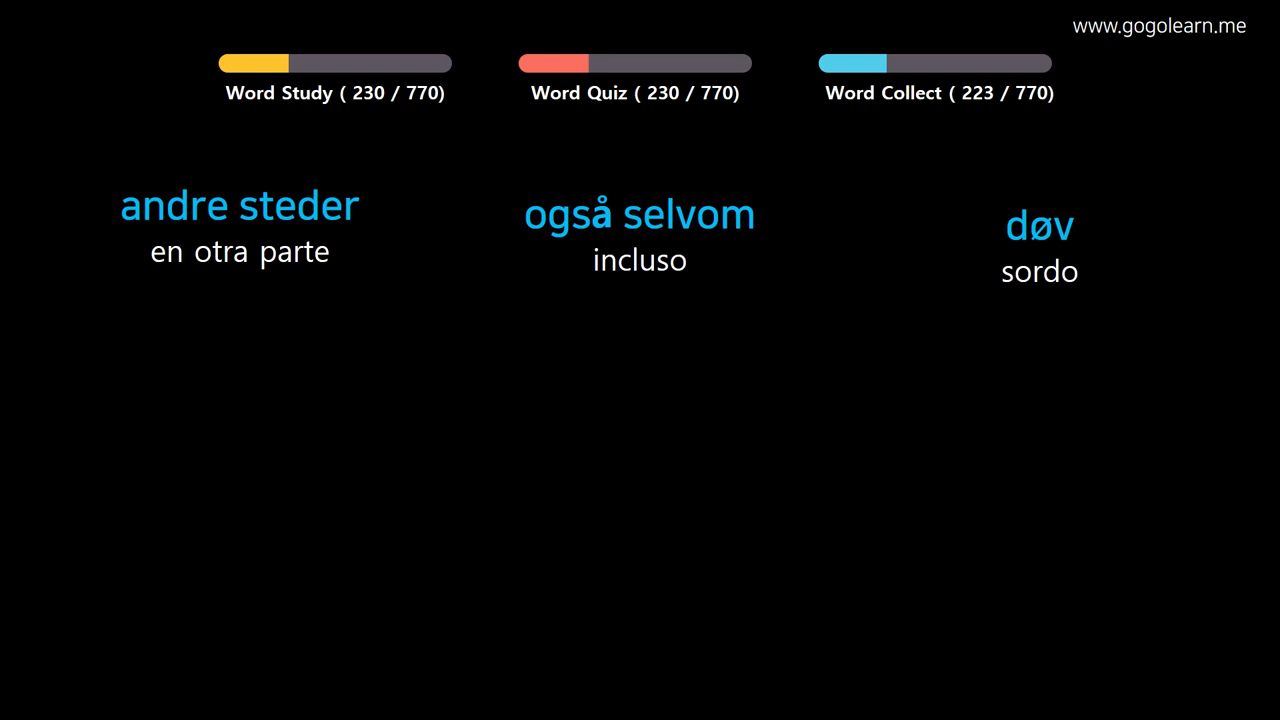 www.gogolearn.me
Word Study ( 230 / 770)
Word Quiz ( 230 / 770)
Word Collect ( 223 / 770)
andre steder
en otra parte
også selvom
incluso
døv
sordo